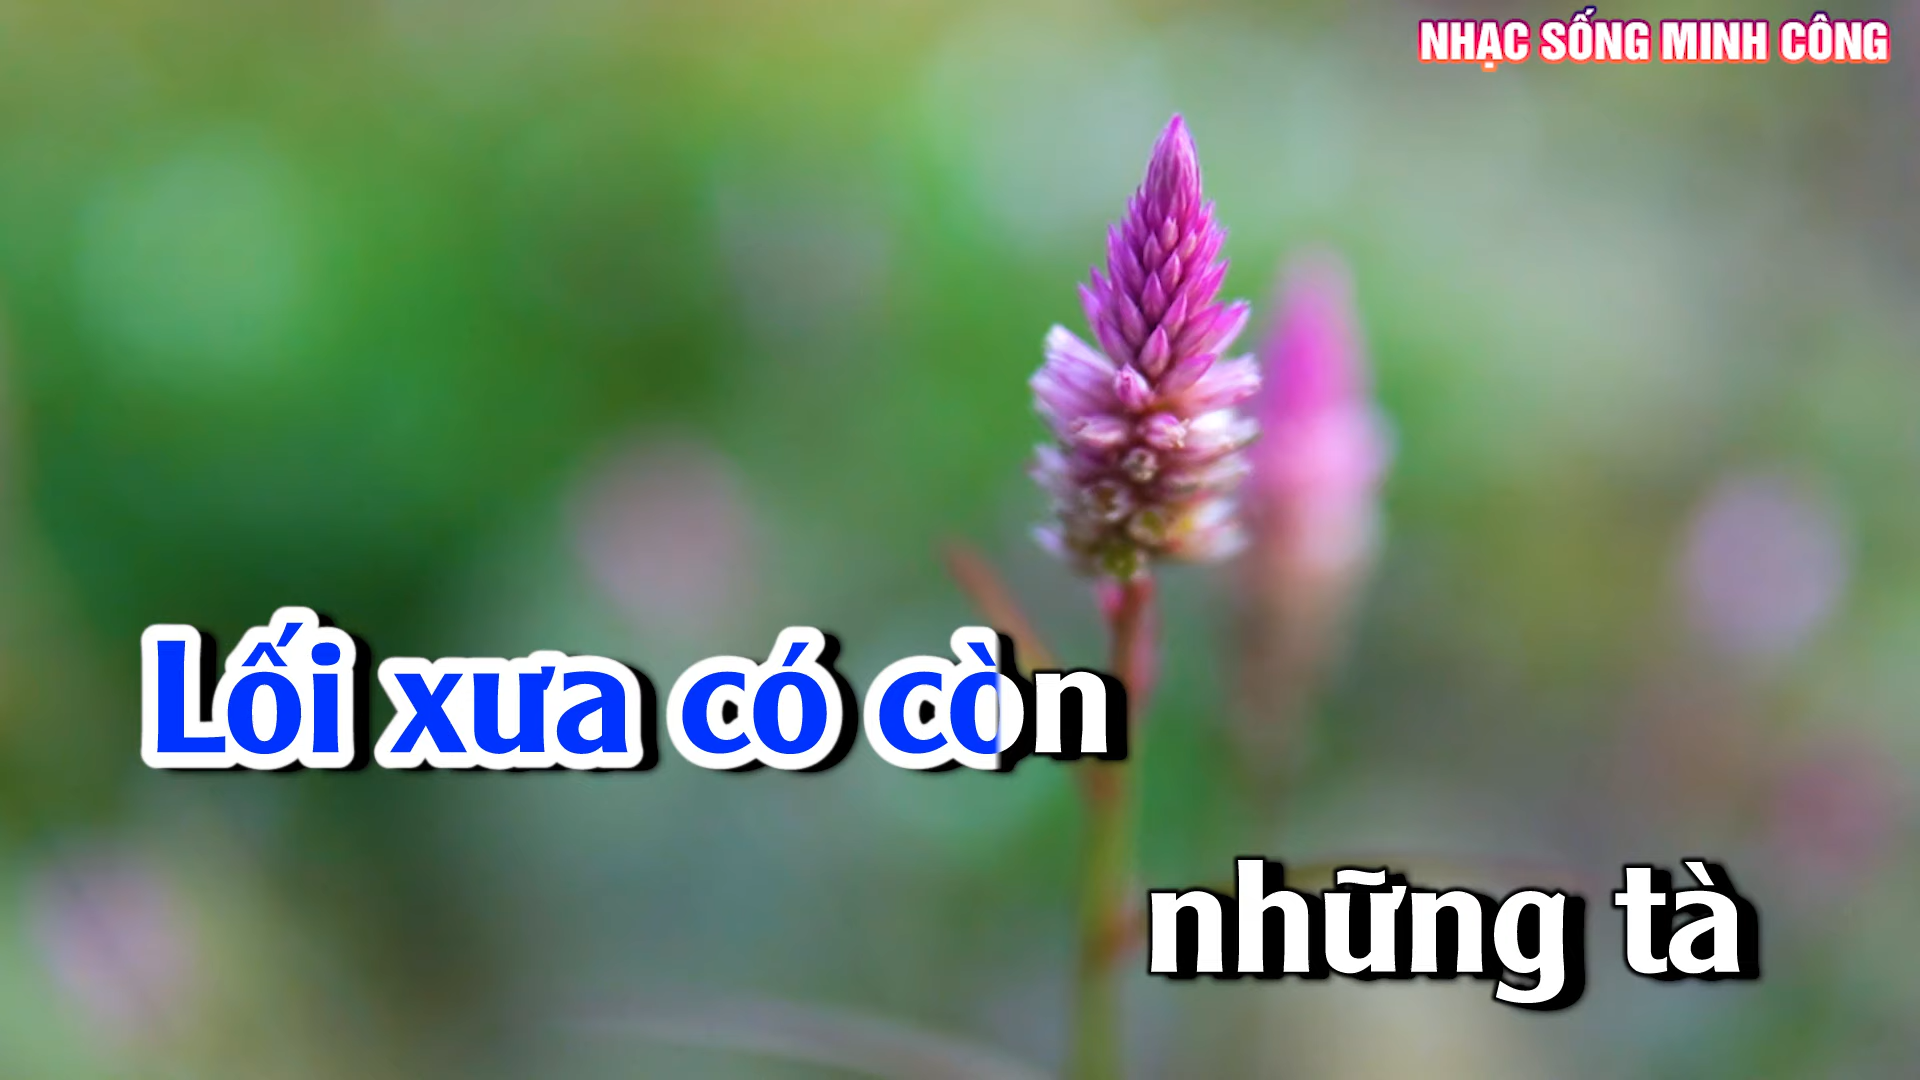 NHẠC SỐNG MINH CÔNG
Lối xưa có còn
những tà